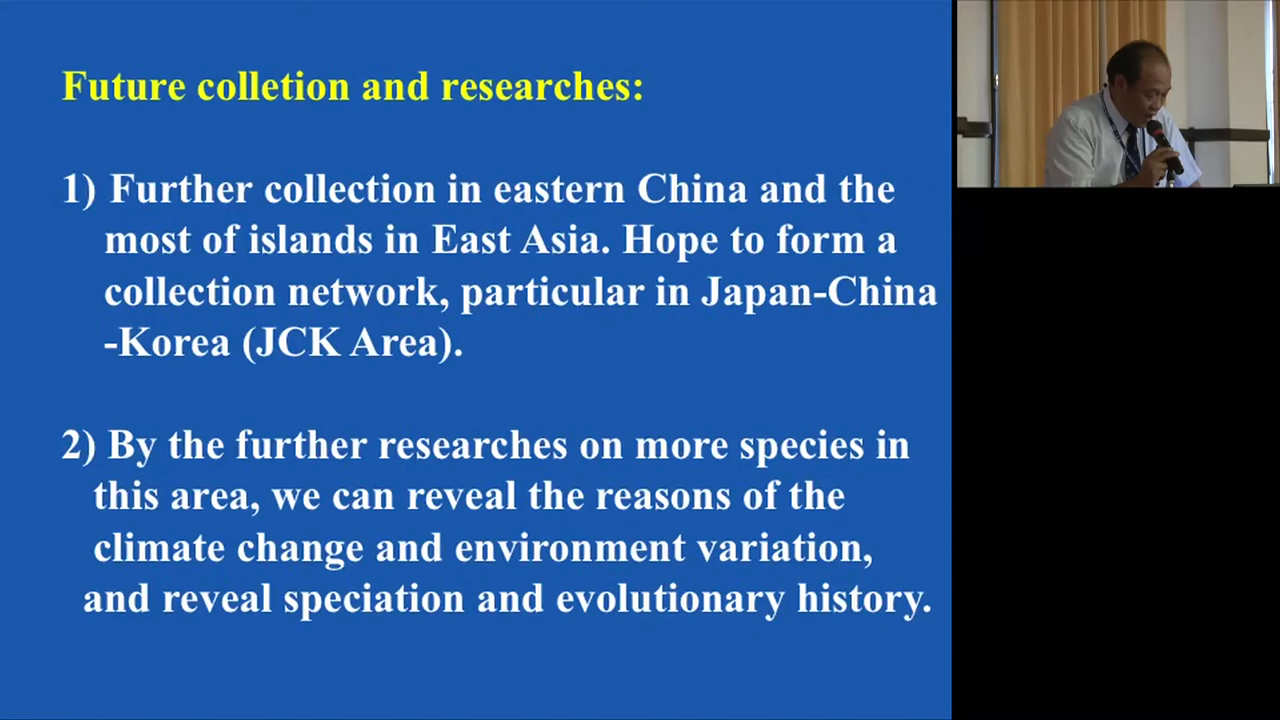 Future colletion and researches:
1) Further collection in eastern China and the
most of islands in East Asia. Hope to form a
collection network, particular in Japan-China
-Korea (JCK Area).
2) By the further researches on more species in
this area, we can reveal the reasons of the
climate change and environment variation,
and reveal speciation and evolutionary history.